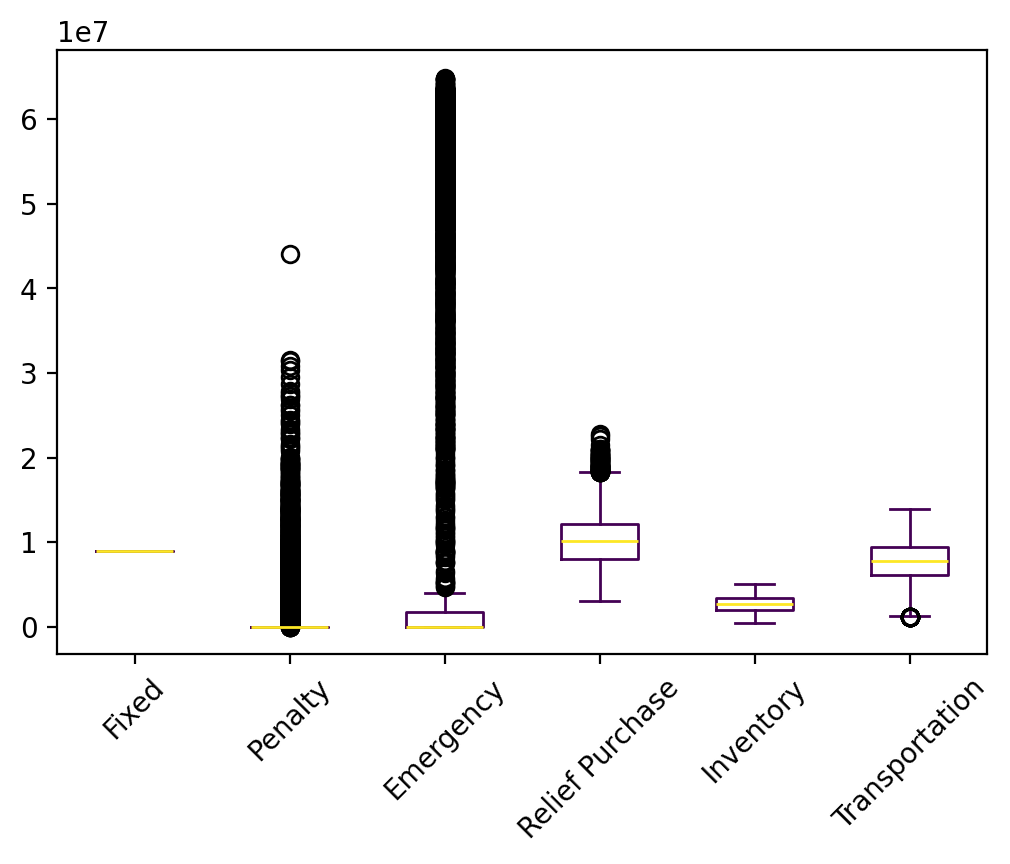 1e7
6
5
4
3
2
1
0
Fixed
Penalty
Emergency
Relief Purchase
Inventory
Transportation